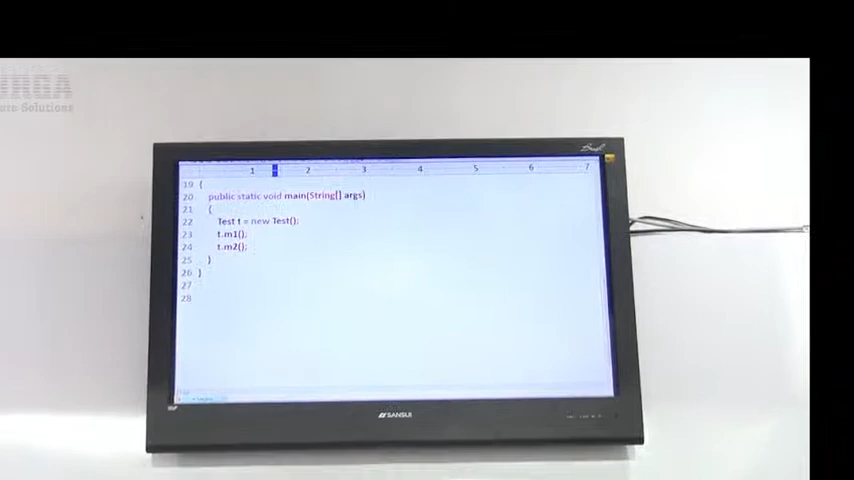 Solutions
1 2 3 4 5 6 7
19 {
20 public static void main(String[] args)
21 {
22 Test t = new Test();
23 t.m1();
24 t.m2();
25 }
26 }
27
28
SANSUI